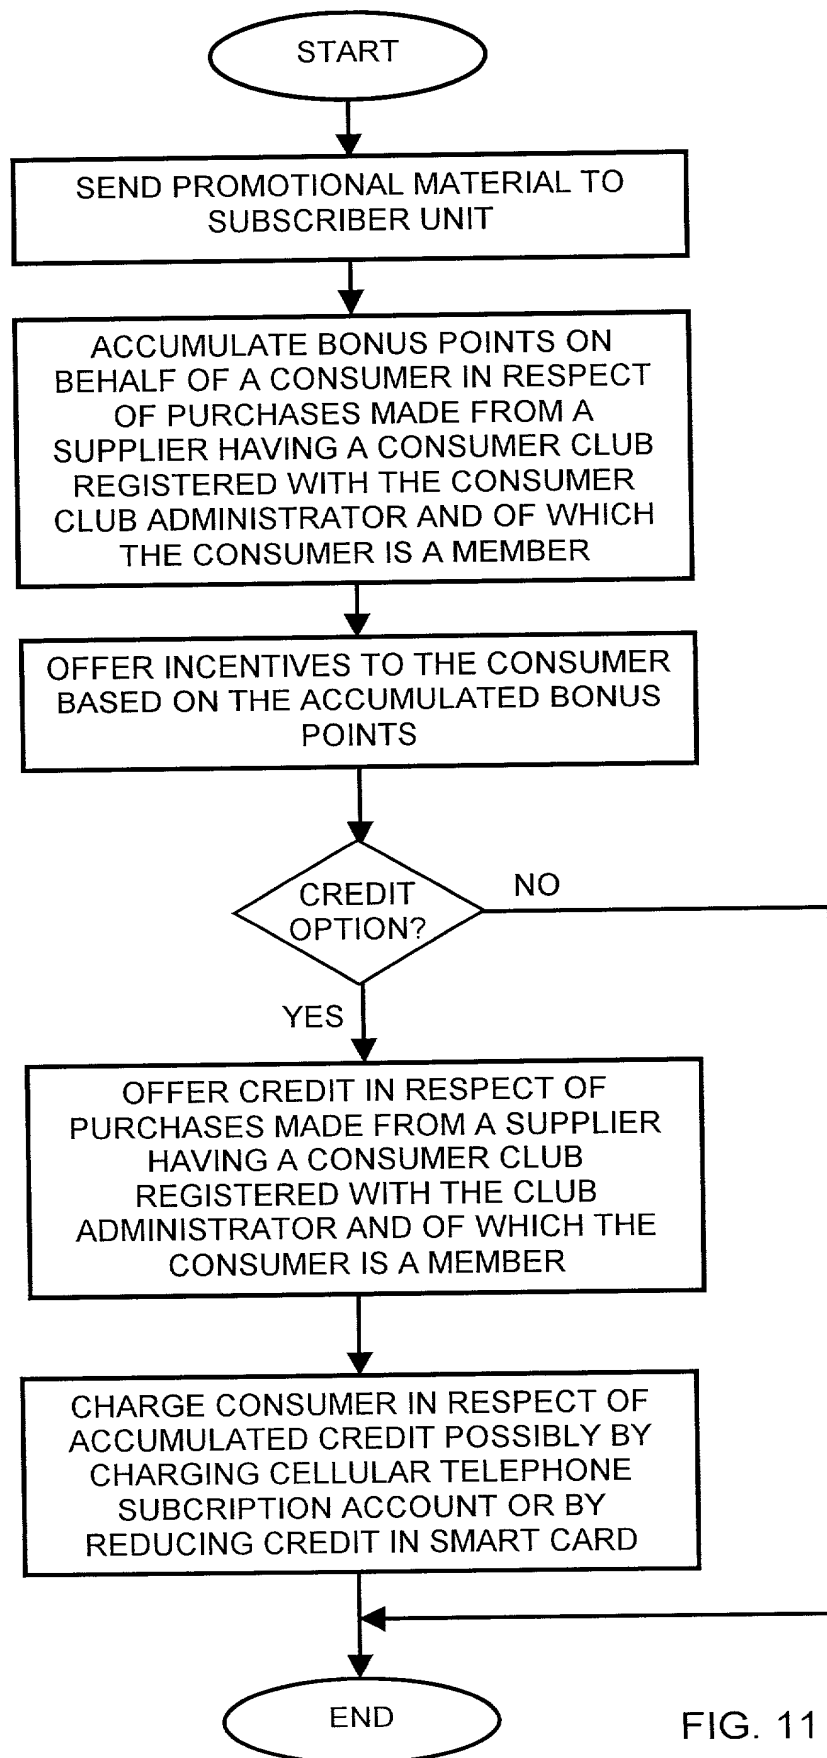 START
SEND PROMOTIONAL MATERIAL TO
SUBSCRIBER UNIT
ACCUMULATE BONUS POINTS ON
BEHALF OF A CONSUMER IN RESPECT
OF PURCHASES MADE FROM A
SUPPLIER HAVING A CONSUMER CLUB
REGISTERED WITH THE CONSUMER
CLUB ADMINISTRATOR AND OF WHICH
THE CONSUMER IS A MEMBER
OFFER INCENTIVES TO THE CONSUMER
BASED ON THE ACCUMULATED BONUS
POINTS
CREDIT
OPTION?
NO
YES
OFFER CREDIT IN RESPECT OF
PURCHASES MADE FROM A SUPPLIER
HAVING A CONSUMER CLUB
REGISTERED WITH THE CLUB
ADMINISTRATOR AND OF WHICH THE
CONSUMER IS A MEMBER
CHARGE CONSUMER IN RESPECT OF
ACCUMULATED CREDIT POSSIBLY BY
CHARGING CELLULAR TELEPHONE
SUBCRIPTION ACCOUNT OR BY
REDUCING CREDIT IN SMART CARD
END
FIG. 11